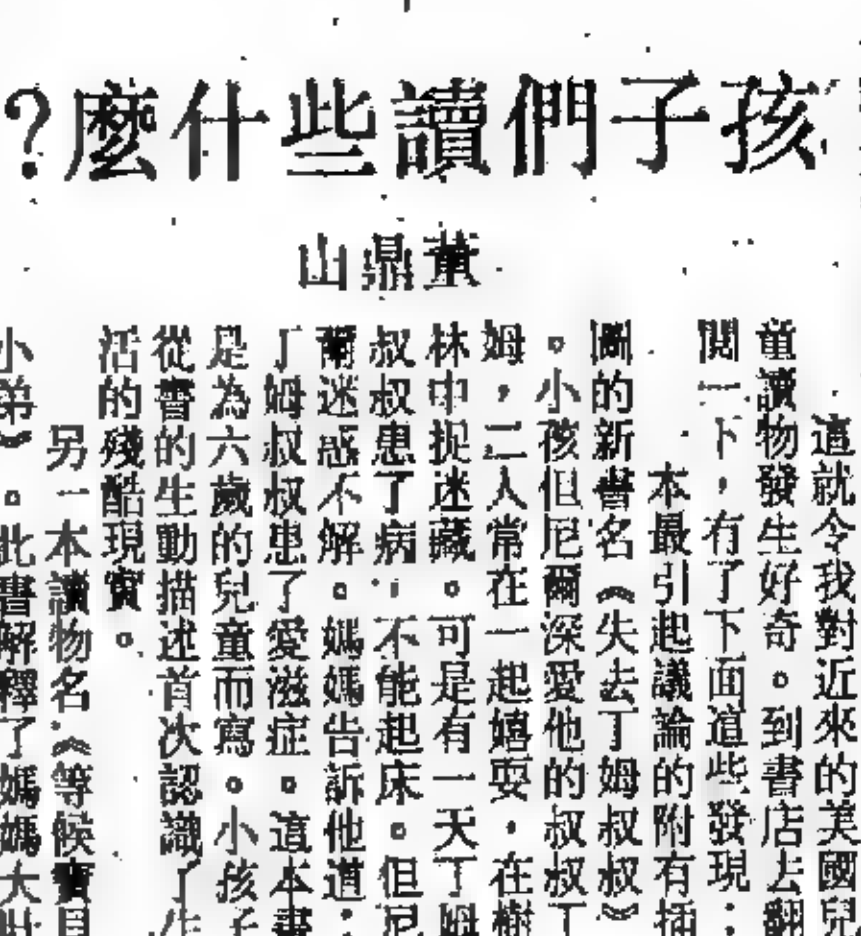 孩子們讀些什麼?
董鼎山
這就令我對近來的美國兒
童讀物發生好奇。到書店去翻
閱一下,有了下面這些發現:
本最引起議論的附有插
圖的新書名《失去丁姆叔叔》
。小孩但尼爾深愛他的叔叔丁
姆,二人常在一起嬉耍,在樹
林中捉迷藏。可是有一天丁姆
叔叔患了病,不能起床。但尼
爾迷惑不解。媽媽告訴他道:
丁姆叔叔患了愛滋症。這本書
是為六歲的兒童而寫。小孩子
從書的生動描述首次認識了生
活的殘酷現實。
另一本讀物名《等候寶貝
小弟》。此書解釋了媽媽大肚